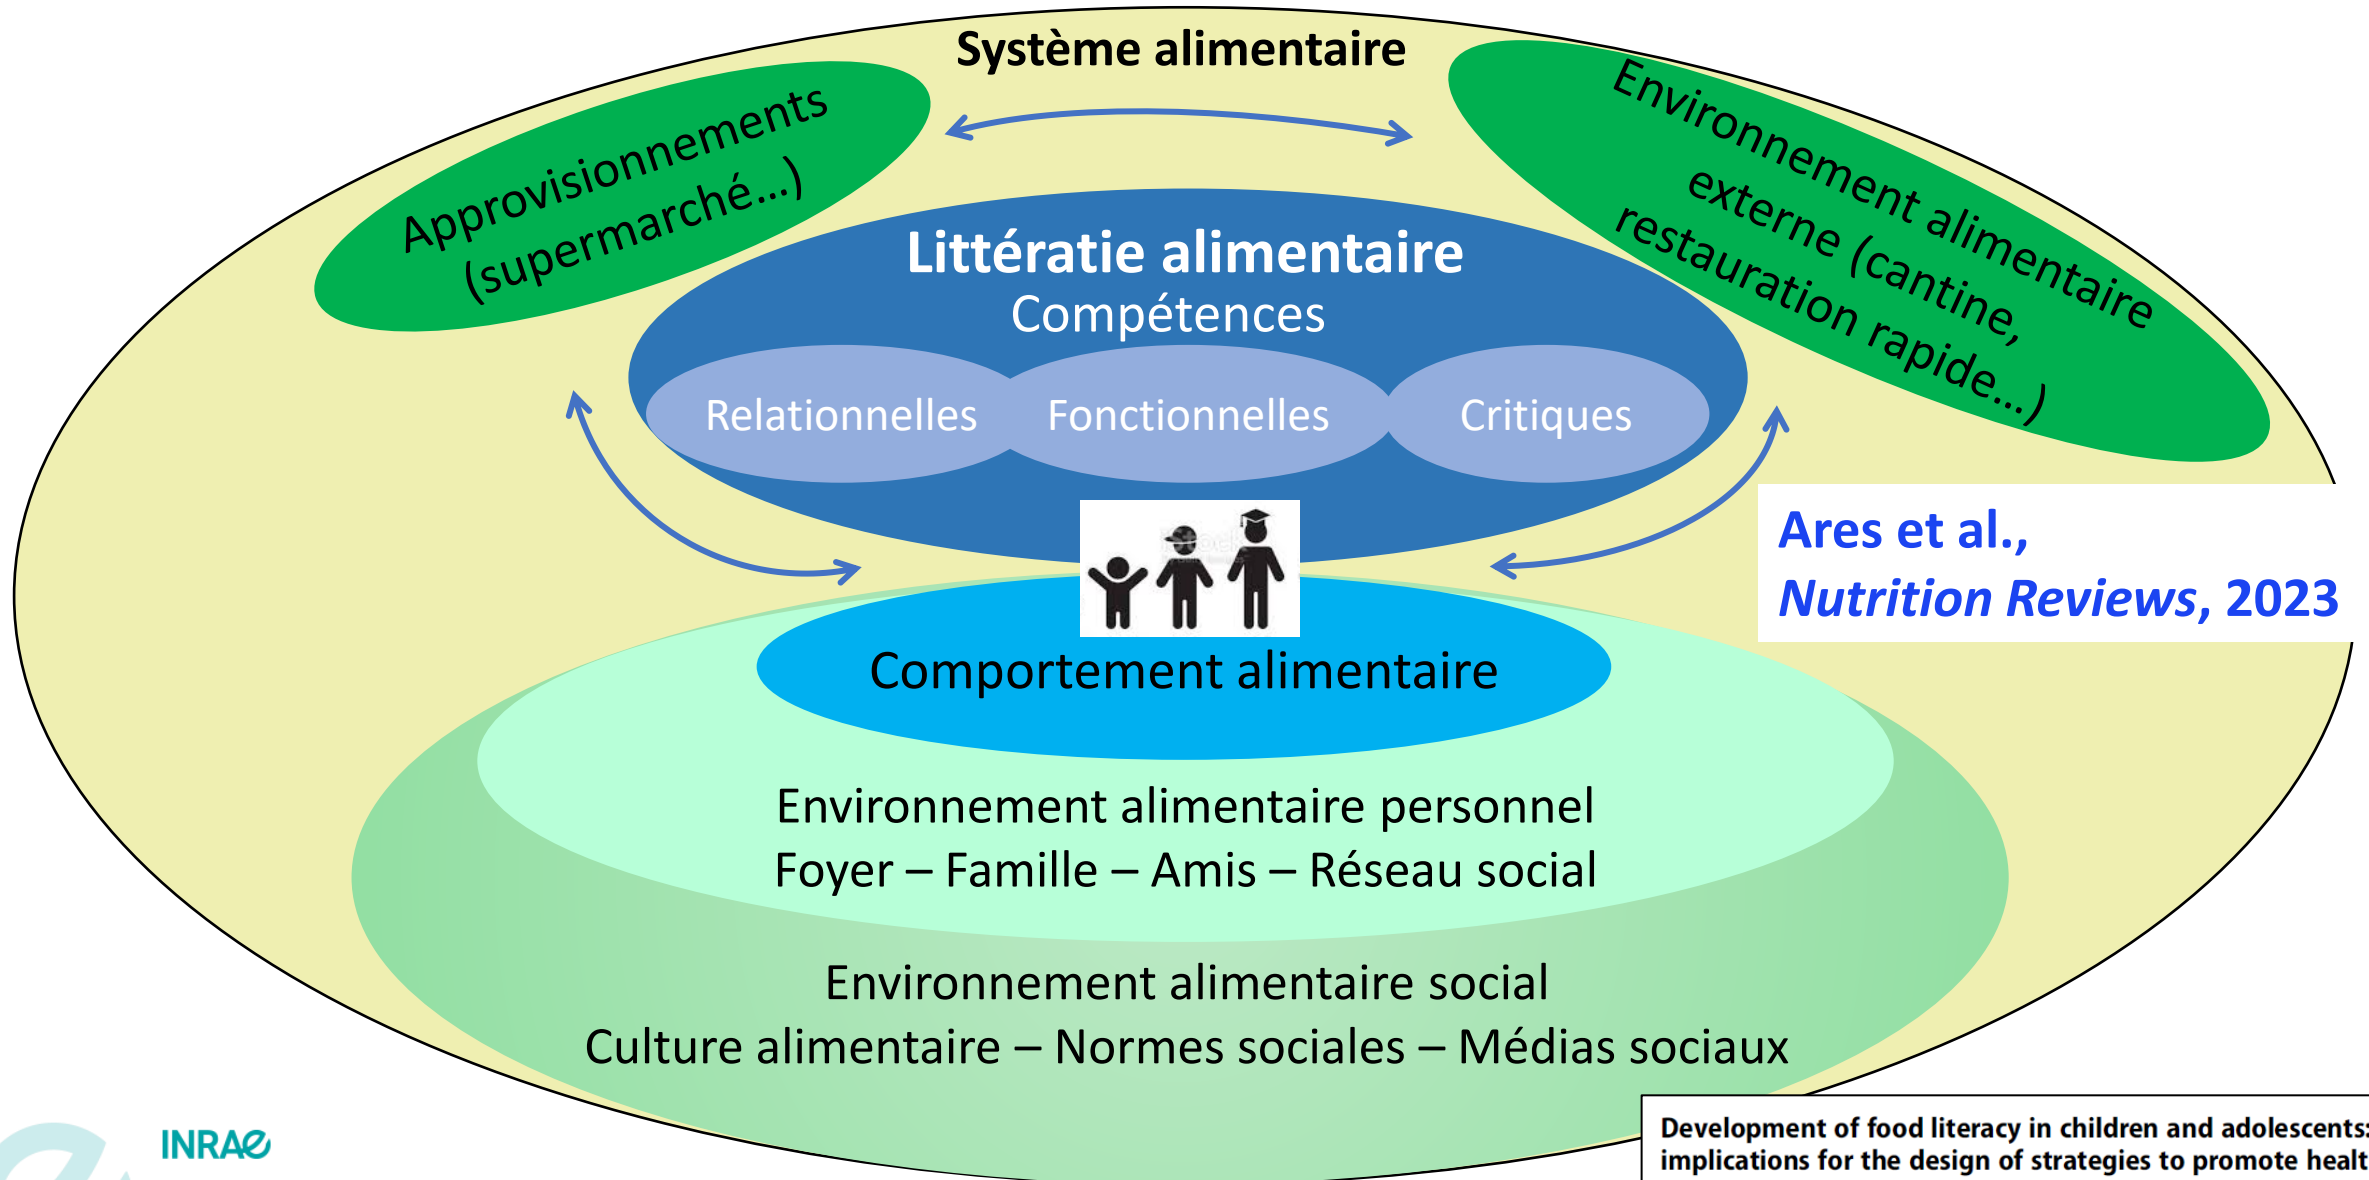 Système alimentaire
Approvisionnements
(supermarché...)
Environnement alimentaire
externe (cantine,
restauration rapide...)
Littératie alimentaire
Compétences
Relationnelles
Fonctionnelles
Critiques
Ares et al.,
Nutrition Reviews, 2023
iStock
Comportement alimentaire
Environnement alimentaire personnel
Foyer – Famille – Amis – Réseau social
Environnement alimentaire social
Culture alimentaire – Normes sociales – Médias sociaux
INRAE
Development of food literacy in children and adolescents:
implications for the design of strategies to promote healt